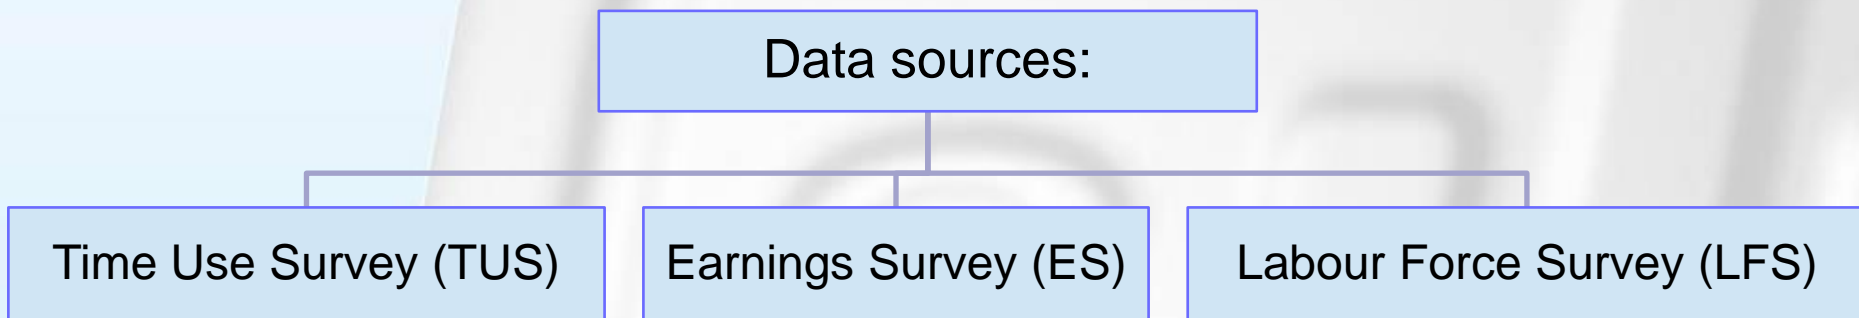 Data sources:
Time Use Survey (TUS)
Earnings Survey (ES)
Labour Force Survey (LFS)